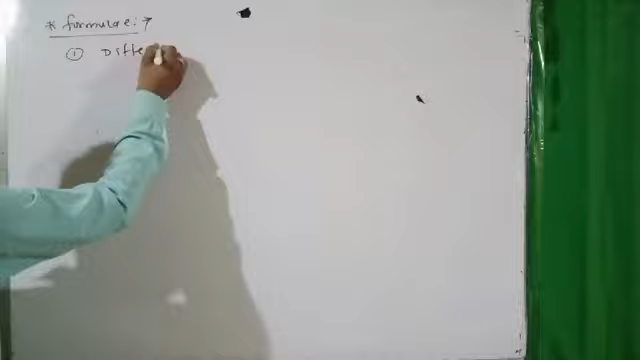 * formulae:→
① Diffe